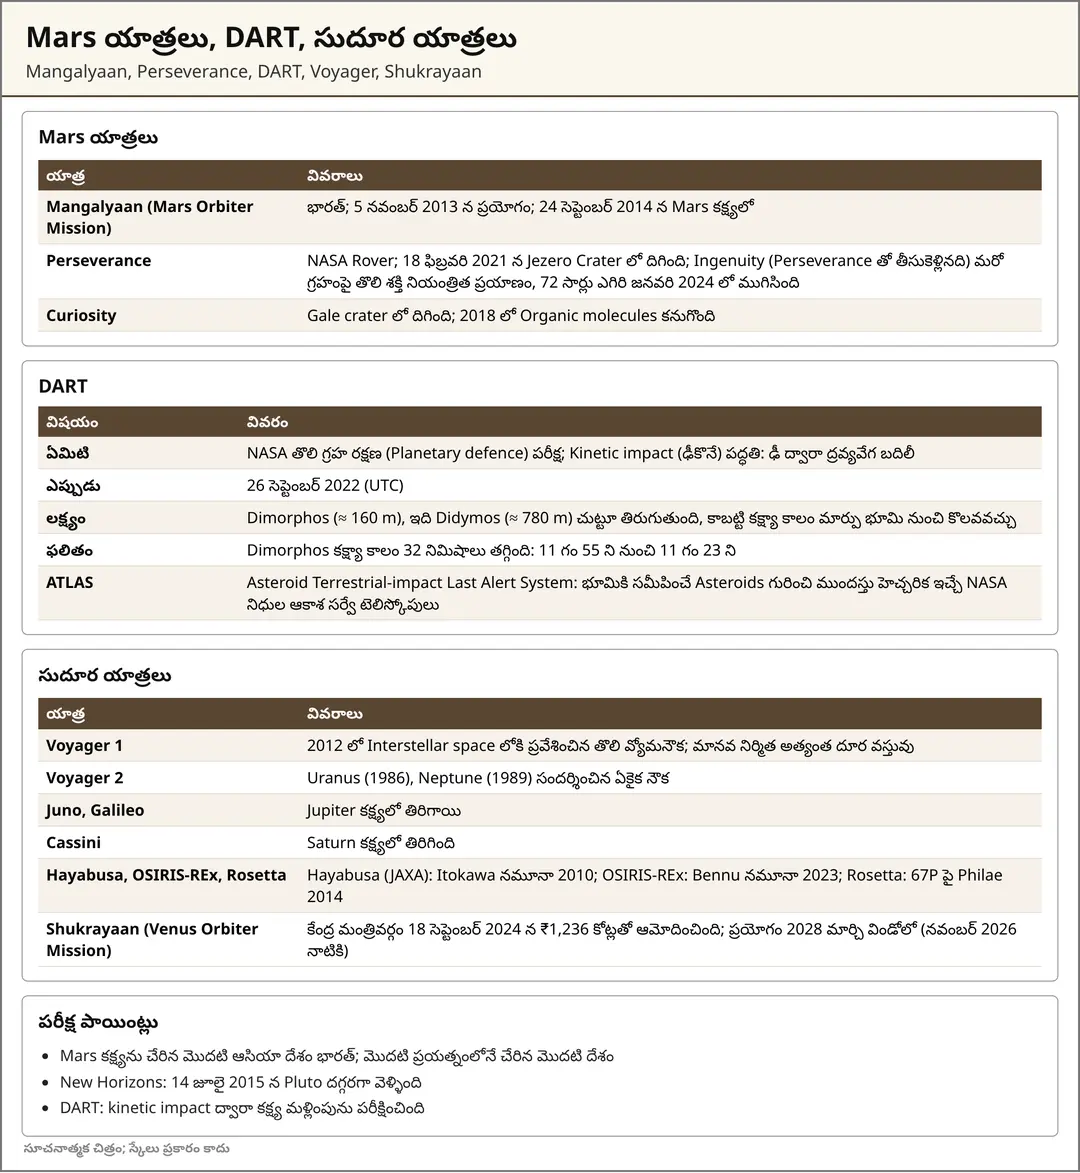 Mars యాత్రలు, DART, సుదూర యాత్రలు
Mangalyaan, Perseverance, DART, Voyager, Shukrayaan
Mars యాత్రలు
యాత్ర వివరాలు
Mangalyaan (Mars Orbiter Mission) భారత్; 5 నవంబర్ 2013 న ప్రయోగం; 24 సెప్టెంబర్ 2014 న Mars కక్ష్యలో
Perseverance NASA Rover; 18 ఫిబ్రవరి 2021 న Jezero Crater లో దిగింది; Ingenuity (Perseverance తో తీసుకెళ్లినది) మరో
గ్రహంపై తొలి శక్తి నియంత్రిత ప్రయాణం, 72 సార్లు ఎగిరి జనవరి 2024 లో ముగిసింది
Curiosity Gale crater లో దిగింది; 2018 లో Organic molecules కనుగొంది
DART
విషయం వివరం
ఏమిటి NASA తొలి గ్రహ రక్షణ (Planetary defence) పరీక్ష; Kinetic impact (ఢీకొనే) పద్ధతి: ఢీ ద్వారా ద్రవ్యవేగ బదిలీ
ఎప్పుడు 26 సెప్టెంబర్ 2022 (UTC)
లక్ష్యం Dimorphos (≈ 160 m), ఇది Didymos (≈ 780 m) చుట్టూ తిరుగుతుంది, కాబట్టి కక్ష్యా కాలం మార్పు భూమి నుంచి కొలవవచ్చు
ఫలితం Dimorphos కక్ష్యా కాలం 32 నిమిషాలు తగ్గింది: 11 గం 55 ని నుంచి 11 గం 23 ని
ATLAS Asteroid Terrestrial-impact Last Alert System: భూమికి సమీపించే Asteroids గురించి ముందస్తు హెచ్చరిక ఇచ్చే NASA
నిధుల ఆకాశ సర్వే టెలిస్కోపులు
సుదూర యాత్రలు
యాత్ర వివరాలు
Voyager 1 2012 లో Interstellar space లోకి ప్రవేశించిన తొలి వ్యోమనౌక; మానవ నిర్మిత అత్యంత దూర వస్తువు
Voyager 2 Uranus (1986), Neptune (1989) సందర్శించిన ఏకైక నౌక
Juno, Galileo Jupiter కక్ష్యలో తిరిగాయి
Cassini Saturn కక్ష్యలో తిరిగింది
Hayabusa, OSIRIS-REx, Rosetta Hayabusa (JAXA): Itokawa నమూనా 2010; OSIRIS-REx: Bennu నమూనా 2023; Rosetta: 67P పై Philae
2014
Shukrayaan (Venus Orbiter Mission) కేంద్ర మంత్రివర్గం 18 సెప్టెంబర్ 2024 న ₹1,236 కోట్లతో ఆమోదించింది; ప్రయోగం 2028 మార్చి విండోలో (నవంబర్ 2026
నాటికి)
పరీక్ష పాయింట్లు
• Mars కక్ష్యను చేరిన మొదటి ఆసియా దేశం భారత్; మొదటి ప్రయత్నంలోనే చేరిన మొదటి దేశం
• New Horizons: 14 జూలై 2015 న Pluto దగ్గరగా వెళ్ళింది
• DART: kinetic impact ద్వారా కక్ష్య మళ్లింపును పరీక్షించింది
సూచనాత్మక చిత్రం; స్కేలు ప్రకారం కాదు